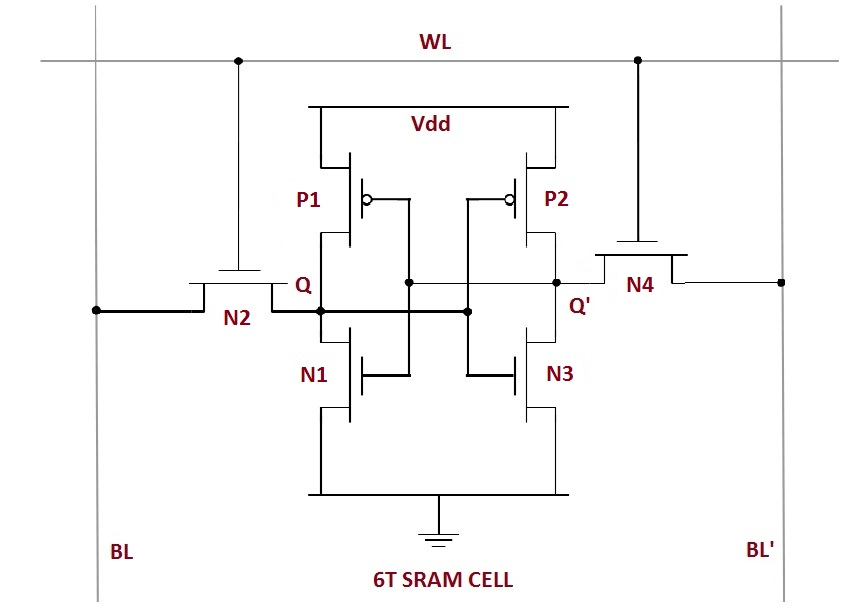 WL
Vdd
P1
P2
Q
N4
Q'
N2
N1
N3
BL
BL'
6T SRAM CELL